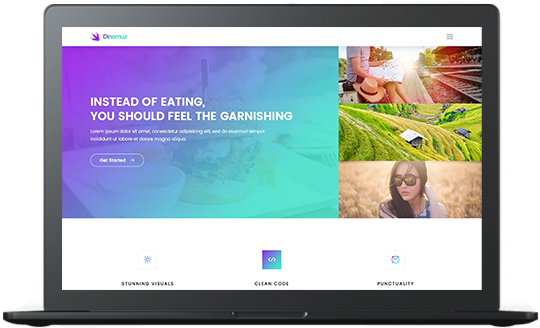 Dinomuz
INSTEAD OF EATING,
YOU SHOULD FEEL THE GARNISHING
Lorem ipsum dolor sit amet, consectetur adipisicing elit, sed do eiusmod tempor
incididunt ut labore et dolore magna aliqua.
Get Started
STUNNING VISUALS
CLEAN CODE
PUNCTUALITY